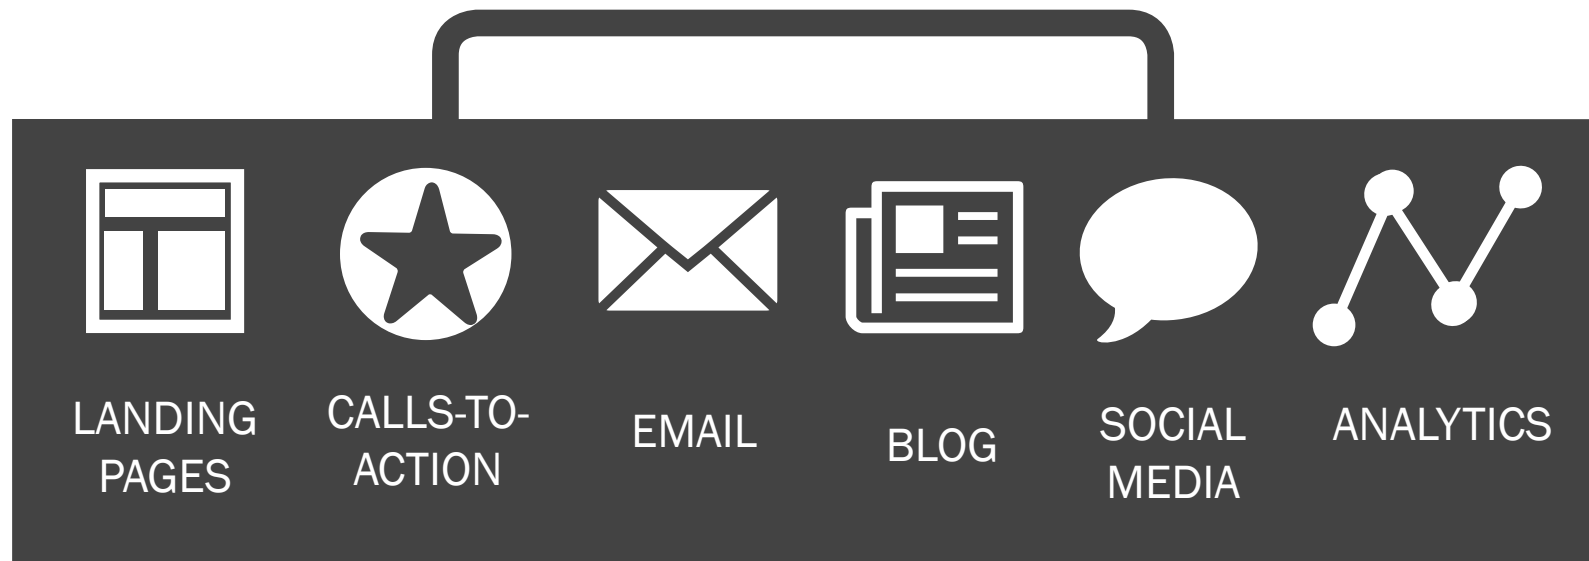 LANDING
PAGES
CALLS-TO-
ACTION
EMAIL
BLOG
SOCIAL
MEDIA
ANALYTICS